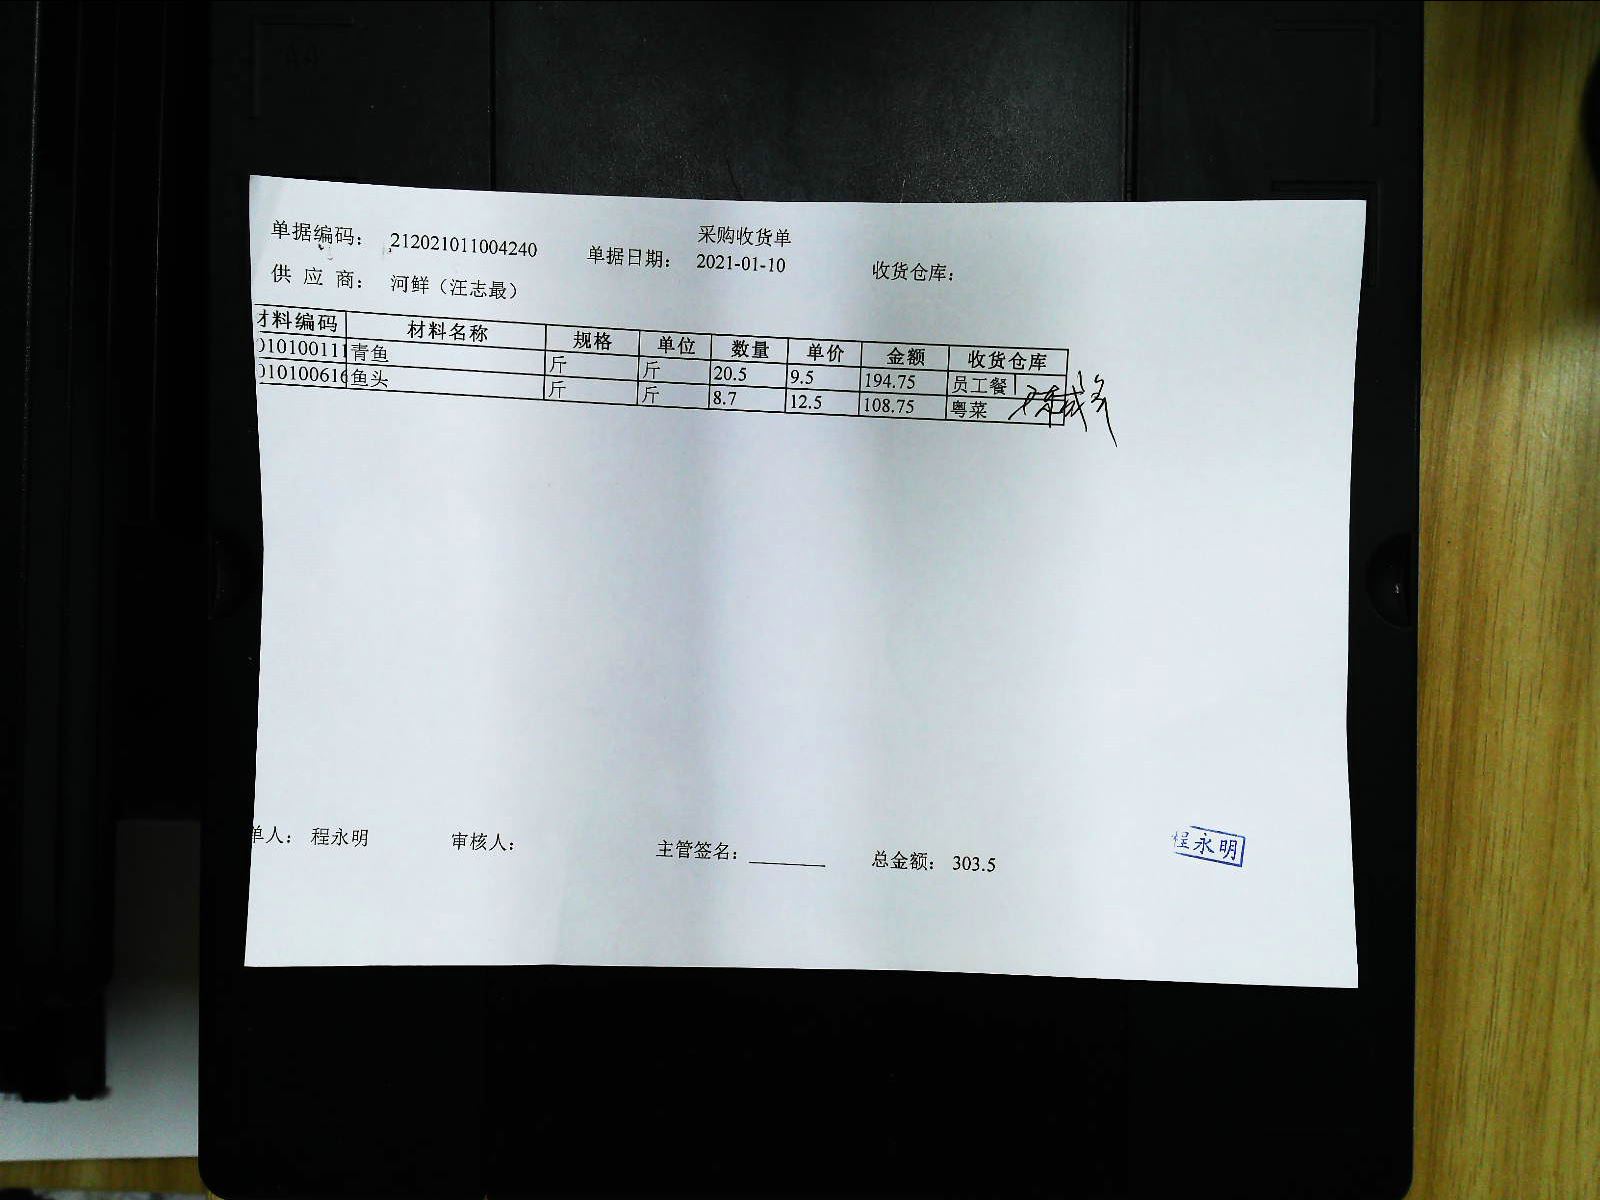 采购收货单
单据编码： 212021011004240 单据日期： 2021-01-10 收货仓库：
供 应 商： 河鲜（汪志最）
材料编码 材料名称 规格 单位 数量 单价 金额 收货仓库
010100111 青鱼 斤 斤 20.5 9.5 194.75 员工餐
010100616 鱼头 斤 斤 8.7 12.5 108.75 粤菜
单人： 程永明 审核人： 主管签名： ________ 总金额： 303.5
程永明